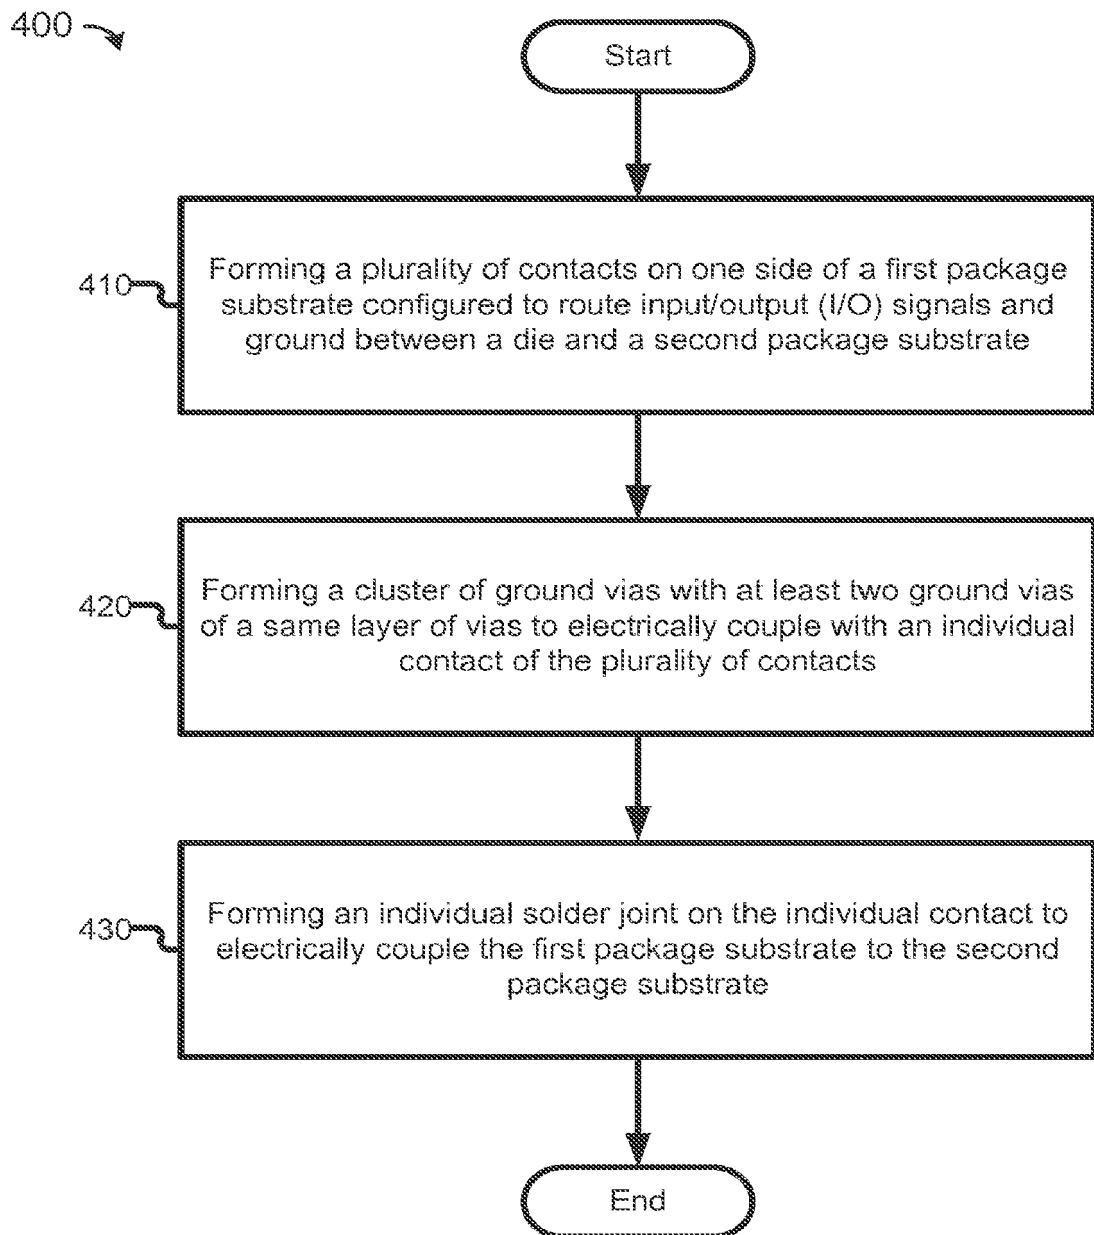 400
Start
410
Forming a plurality of contacts on one side of a first package
substrate configured to route input/output (I/O) signals and
ground between a die and a second package substrate
420
Forming a cluster of ground vias with at least two ground vias
of a same layer of vias to electrically couple with an individual
contact of the plurality of contacts
430
Forming an individual solder joint on the individual contact to
electrically couple the first package substrate to the second
package substrate
End